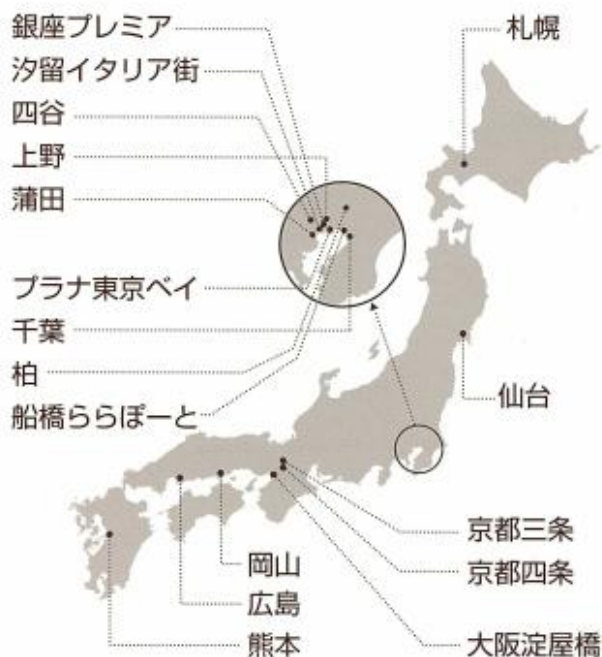 銀座プレミア
汐留イタリア街
四谷
上野
蒲田
プラナ東京ベイ
千葉
柏
船橋ららぽーと
札幌
仙台
京都三条
京都四条
大阪淀屋橋
岡山
広島
熊本